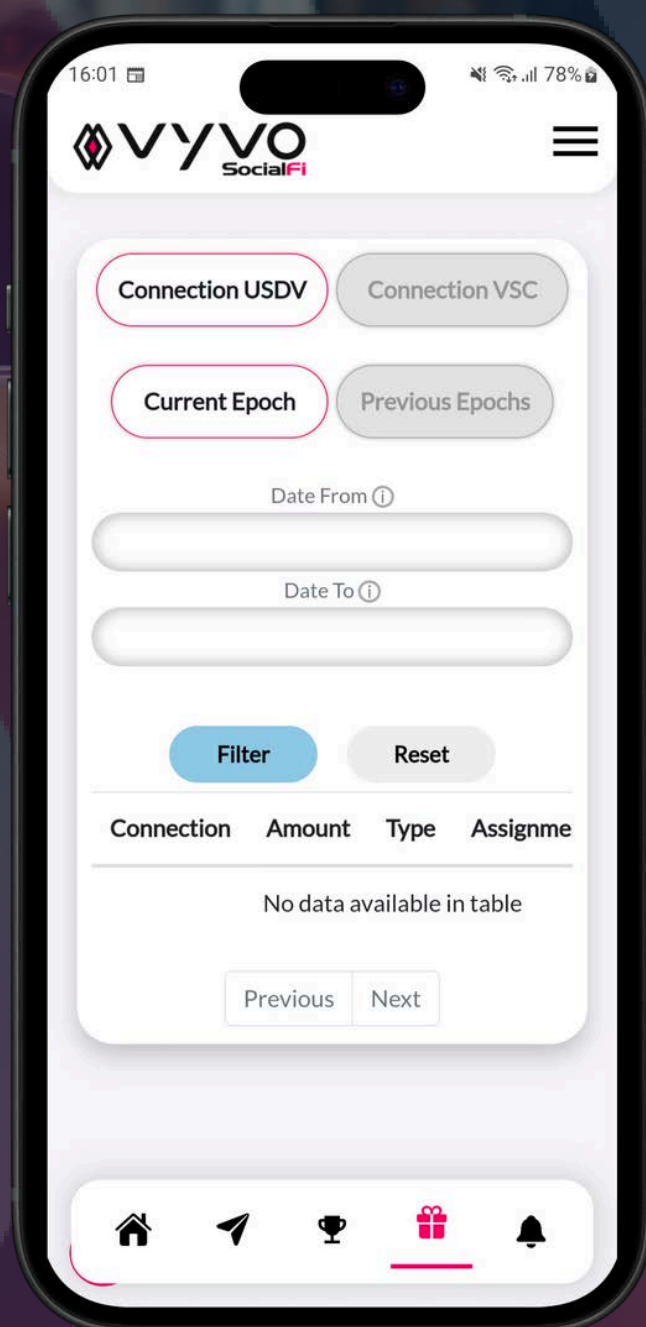 16:01 78%
VYVO
SocialFi
Connection USDV Connection VSC
Current Epoch Previous Epochs
Date From
Date To
Filter Reset
Connection Amount Type Assignme
No data available in table
Previous Next